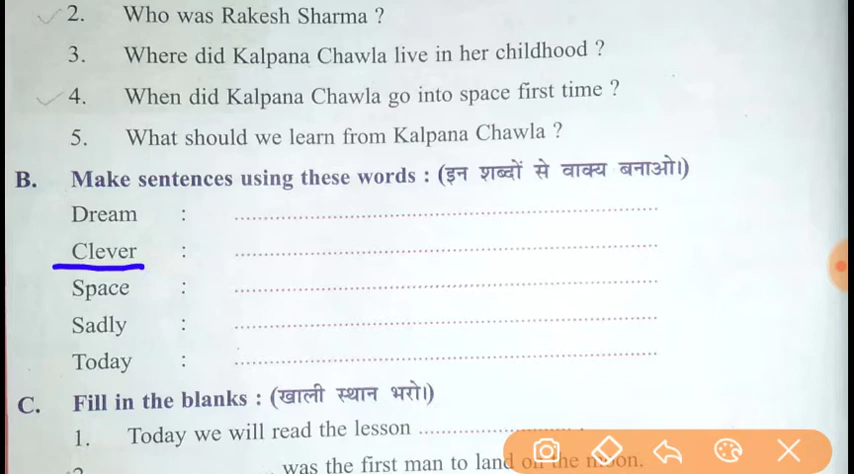 2. Who was Rakesh Sharma ?
3. Where did Kalpana Chawla live in her childhood ?
4. When did Kalpana Chawla go into space first time ?
5. What should we learn from Kalpana Chawla ?
B. Make sentences using these words : (इन शब्दों से वाक्य बनाओ।)
Dream : ..............................
Clever : ..............................
Space : ..............................
Sadly : ..............................
Today : ..............................
C. Fill in the blanks : (खाली स्थान भरो।)
1. Today we will read the lesson .................... .
was the first man to land on the moon.